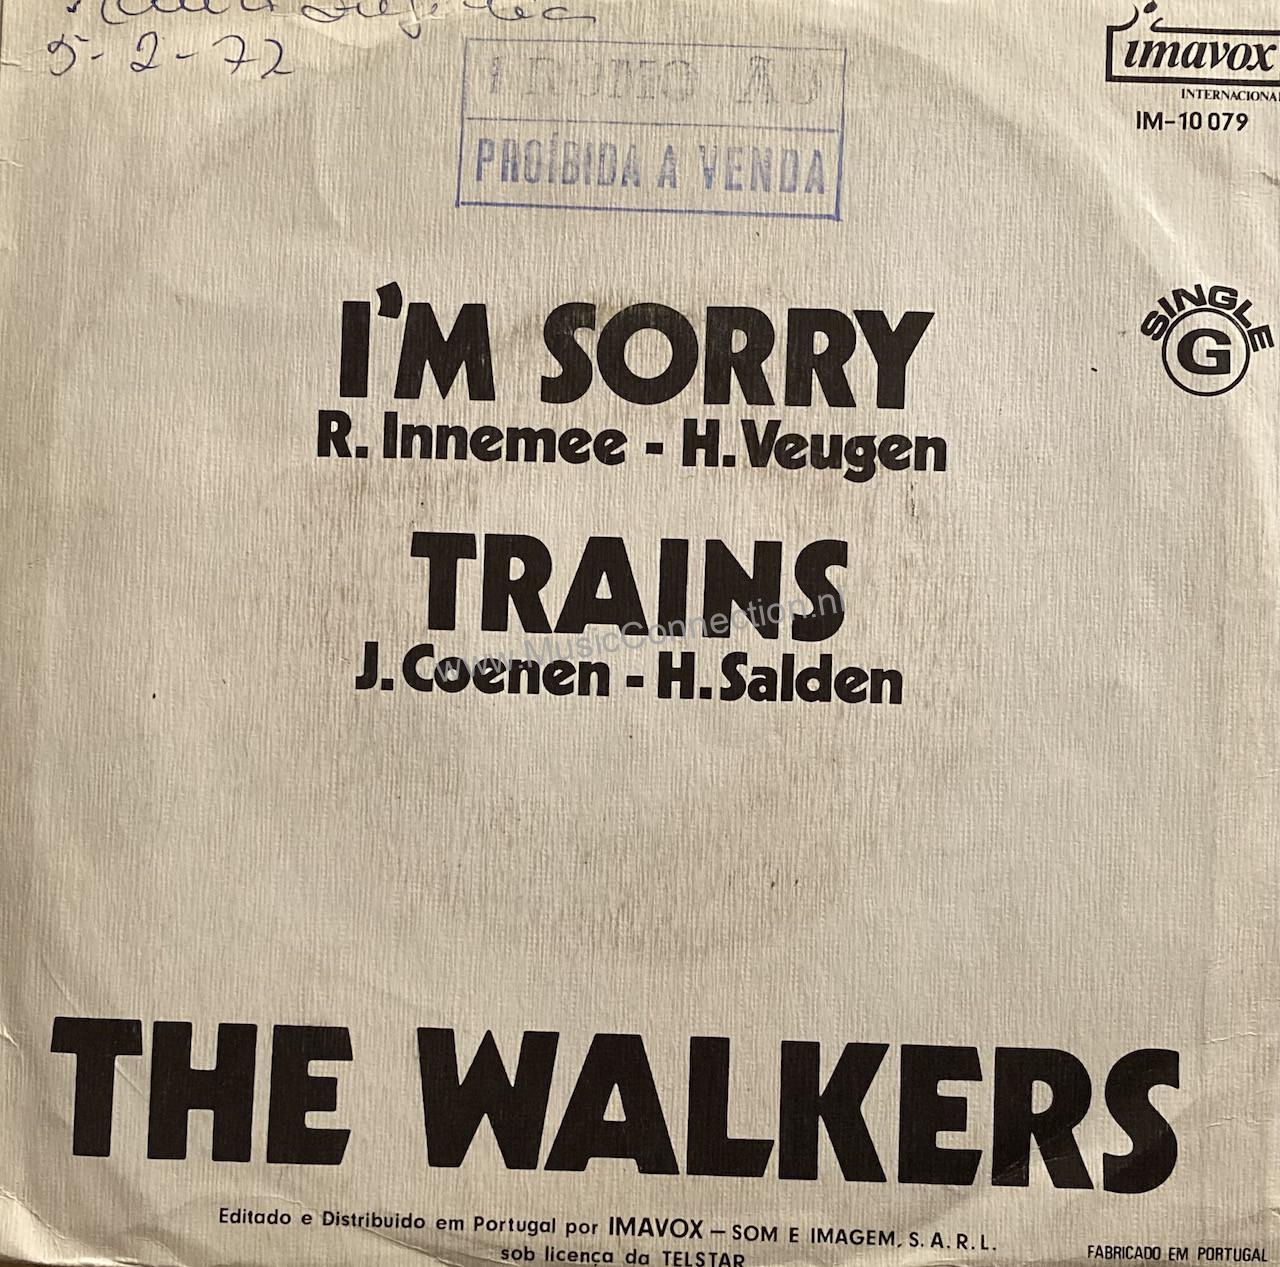 5-2-72
imavox
INTERNACIONAL
IM-10 079
PROÍBIDA A VENDA
I'M SORRY
R. Innemee - H. Veugen
SINGLE
G
TRAINS
www.MusicConnection.nl
J. Coenen - H. Salden
THE WALKERS
Editado e Distribuido em Portugal por IMAVOX – SOM E IMAGEM, S. A. R. L.
sob licença da TELSTAR
FABRICADO EM PORTUGAL